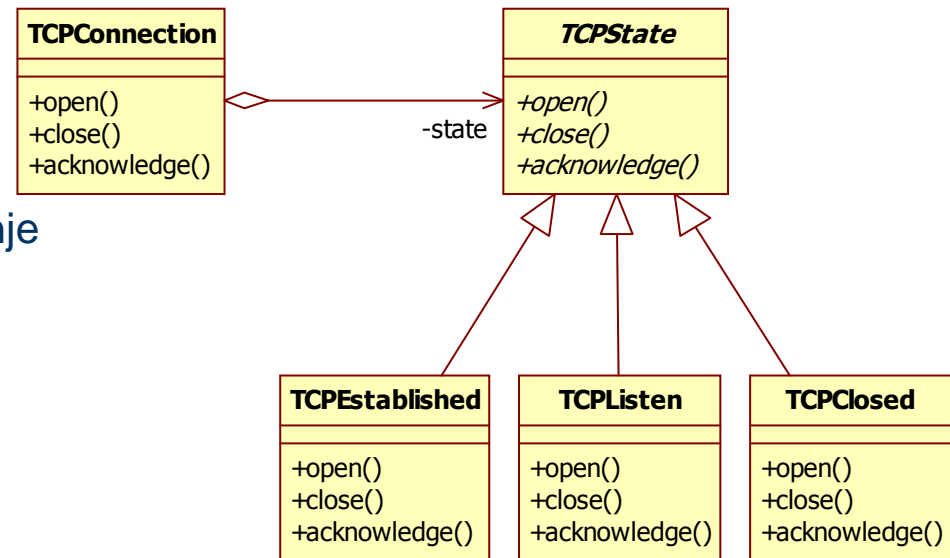 TCPConnection
+open()
+close()
+acknowledge()
-state
TCPState
+open()
+close()
+acknowledge()
nje
TCPEstablished
+open()
+close()
+acknowledge()
TCPListen
+open()
+close()
+acknowledge()
TCPClosed
+open()
+close()
+acknowledge()